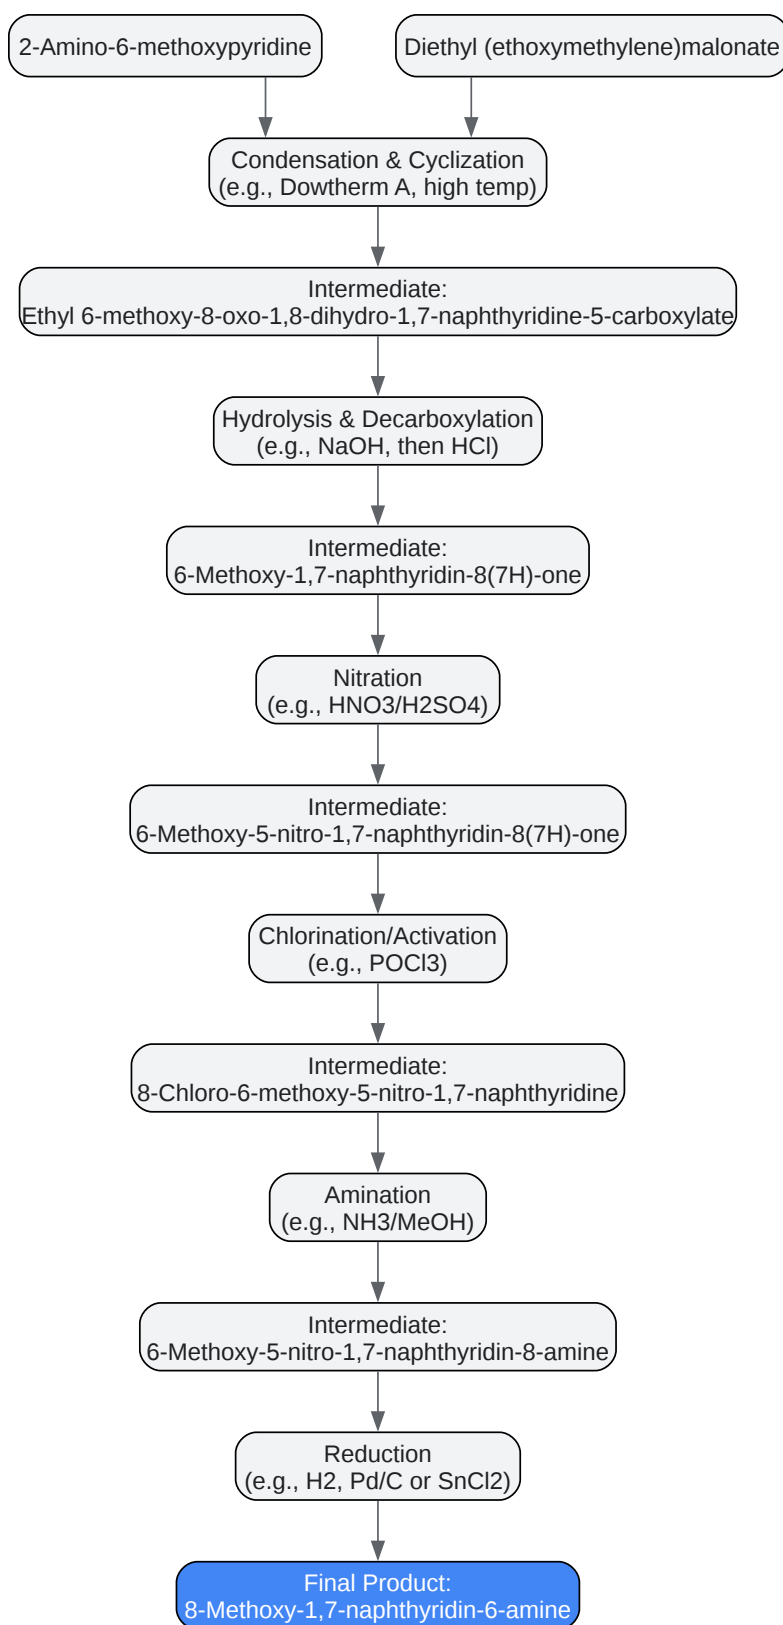 2-Amino-6-methoxypyridine
Diethyl (ethoxymethylene)malonate
Condensation & Cyclization
(e.g., Dowtherm A, high temp)
Intermediate:
Ethyl 6-methoxy-8-oxo-1,8-dihydro-1,7-naphthyridine-5-carboxylate
Hydrolysis & Decarboxylation
(e.g., NaOH, then HCl)
Intermediate:
6-Methoxy-1,7-naphthyridin-8(7H)-one
Nitration
(e.g., HNO3/H2SO4)
Intermediate:
6-Methoxy-5-nitro-1,7-naphthyridin-8(7H)-one
Chlorination/Activation
(e.g., POCl3)
Intermediate:
8-Chloro-6-methoxy-5-nitro-1,7-naphthyridine
Amination
(e.g., NH3/MeOH)
Intermediate:
6-Methoxy-5-nitro-1,7-naphthyridin-8-amine
Reduction
(e.g., H2, Pd/C or SnCl2)
Final Product:
8-Methoxy-1,7-naphthyridin-6-amine